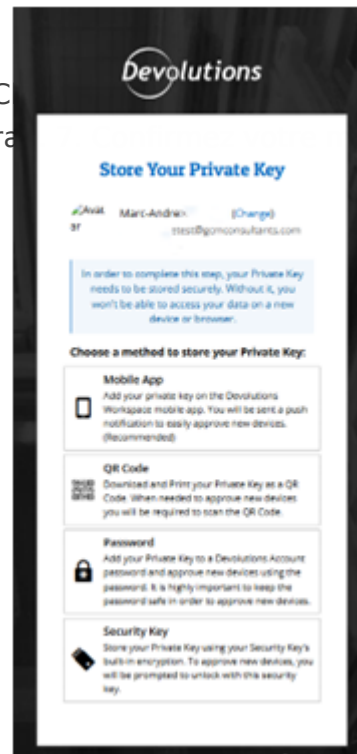 Devolutions
C
ra
Store Your Private Key
Avat
ar
Marc-Andre
(Change)
test@gomconsultants.com
In order to complete this step, your Private Key
needs to be stored securely. Without it, you
won't be able to access your data on a new
device or browser.
Choose a method to store your Private Key:
Mobile App
Add your private key on the Devolutions
Workspace mobile app. You will be sent a push
notification to easily approve new devices.
(Recommended)
QR Code
Download and Print your Private Key as a QR
Code. When needed to approve new devices
you will be required to scan the QR Code.
Password
Add your Private Key to a Devolutions Account
password and approve new devices using the
password. It is highly important to keep the
password safe in order to approve new devices.
Security Key
Store your Private Key using your Security Key's
built-in encryption. To approve new devices, you
will be prompted to unlock with this security
key.